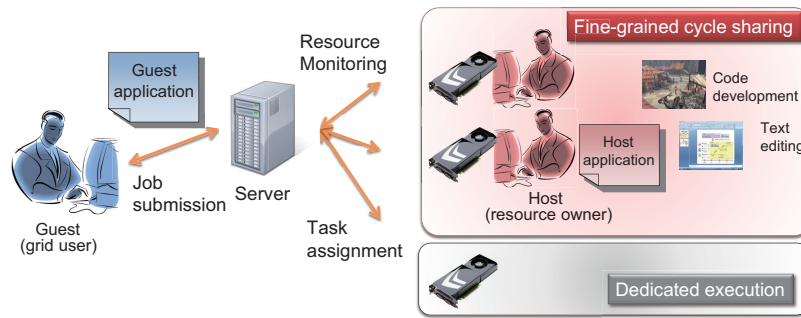 Guest
application
Job
submission
Guest
(grid user)
Server
Resource
Monitoring
Task
assignment
Fine-grained cycle sharing
Code
development
Text
editing
Host
application
Host
(resource owner)
Dedicated execution